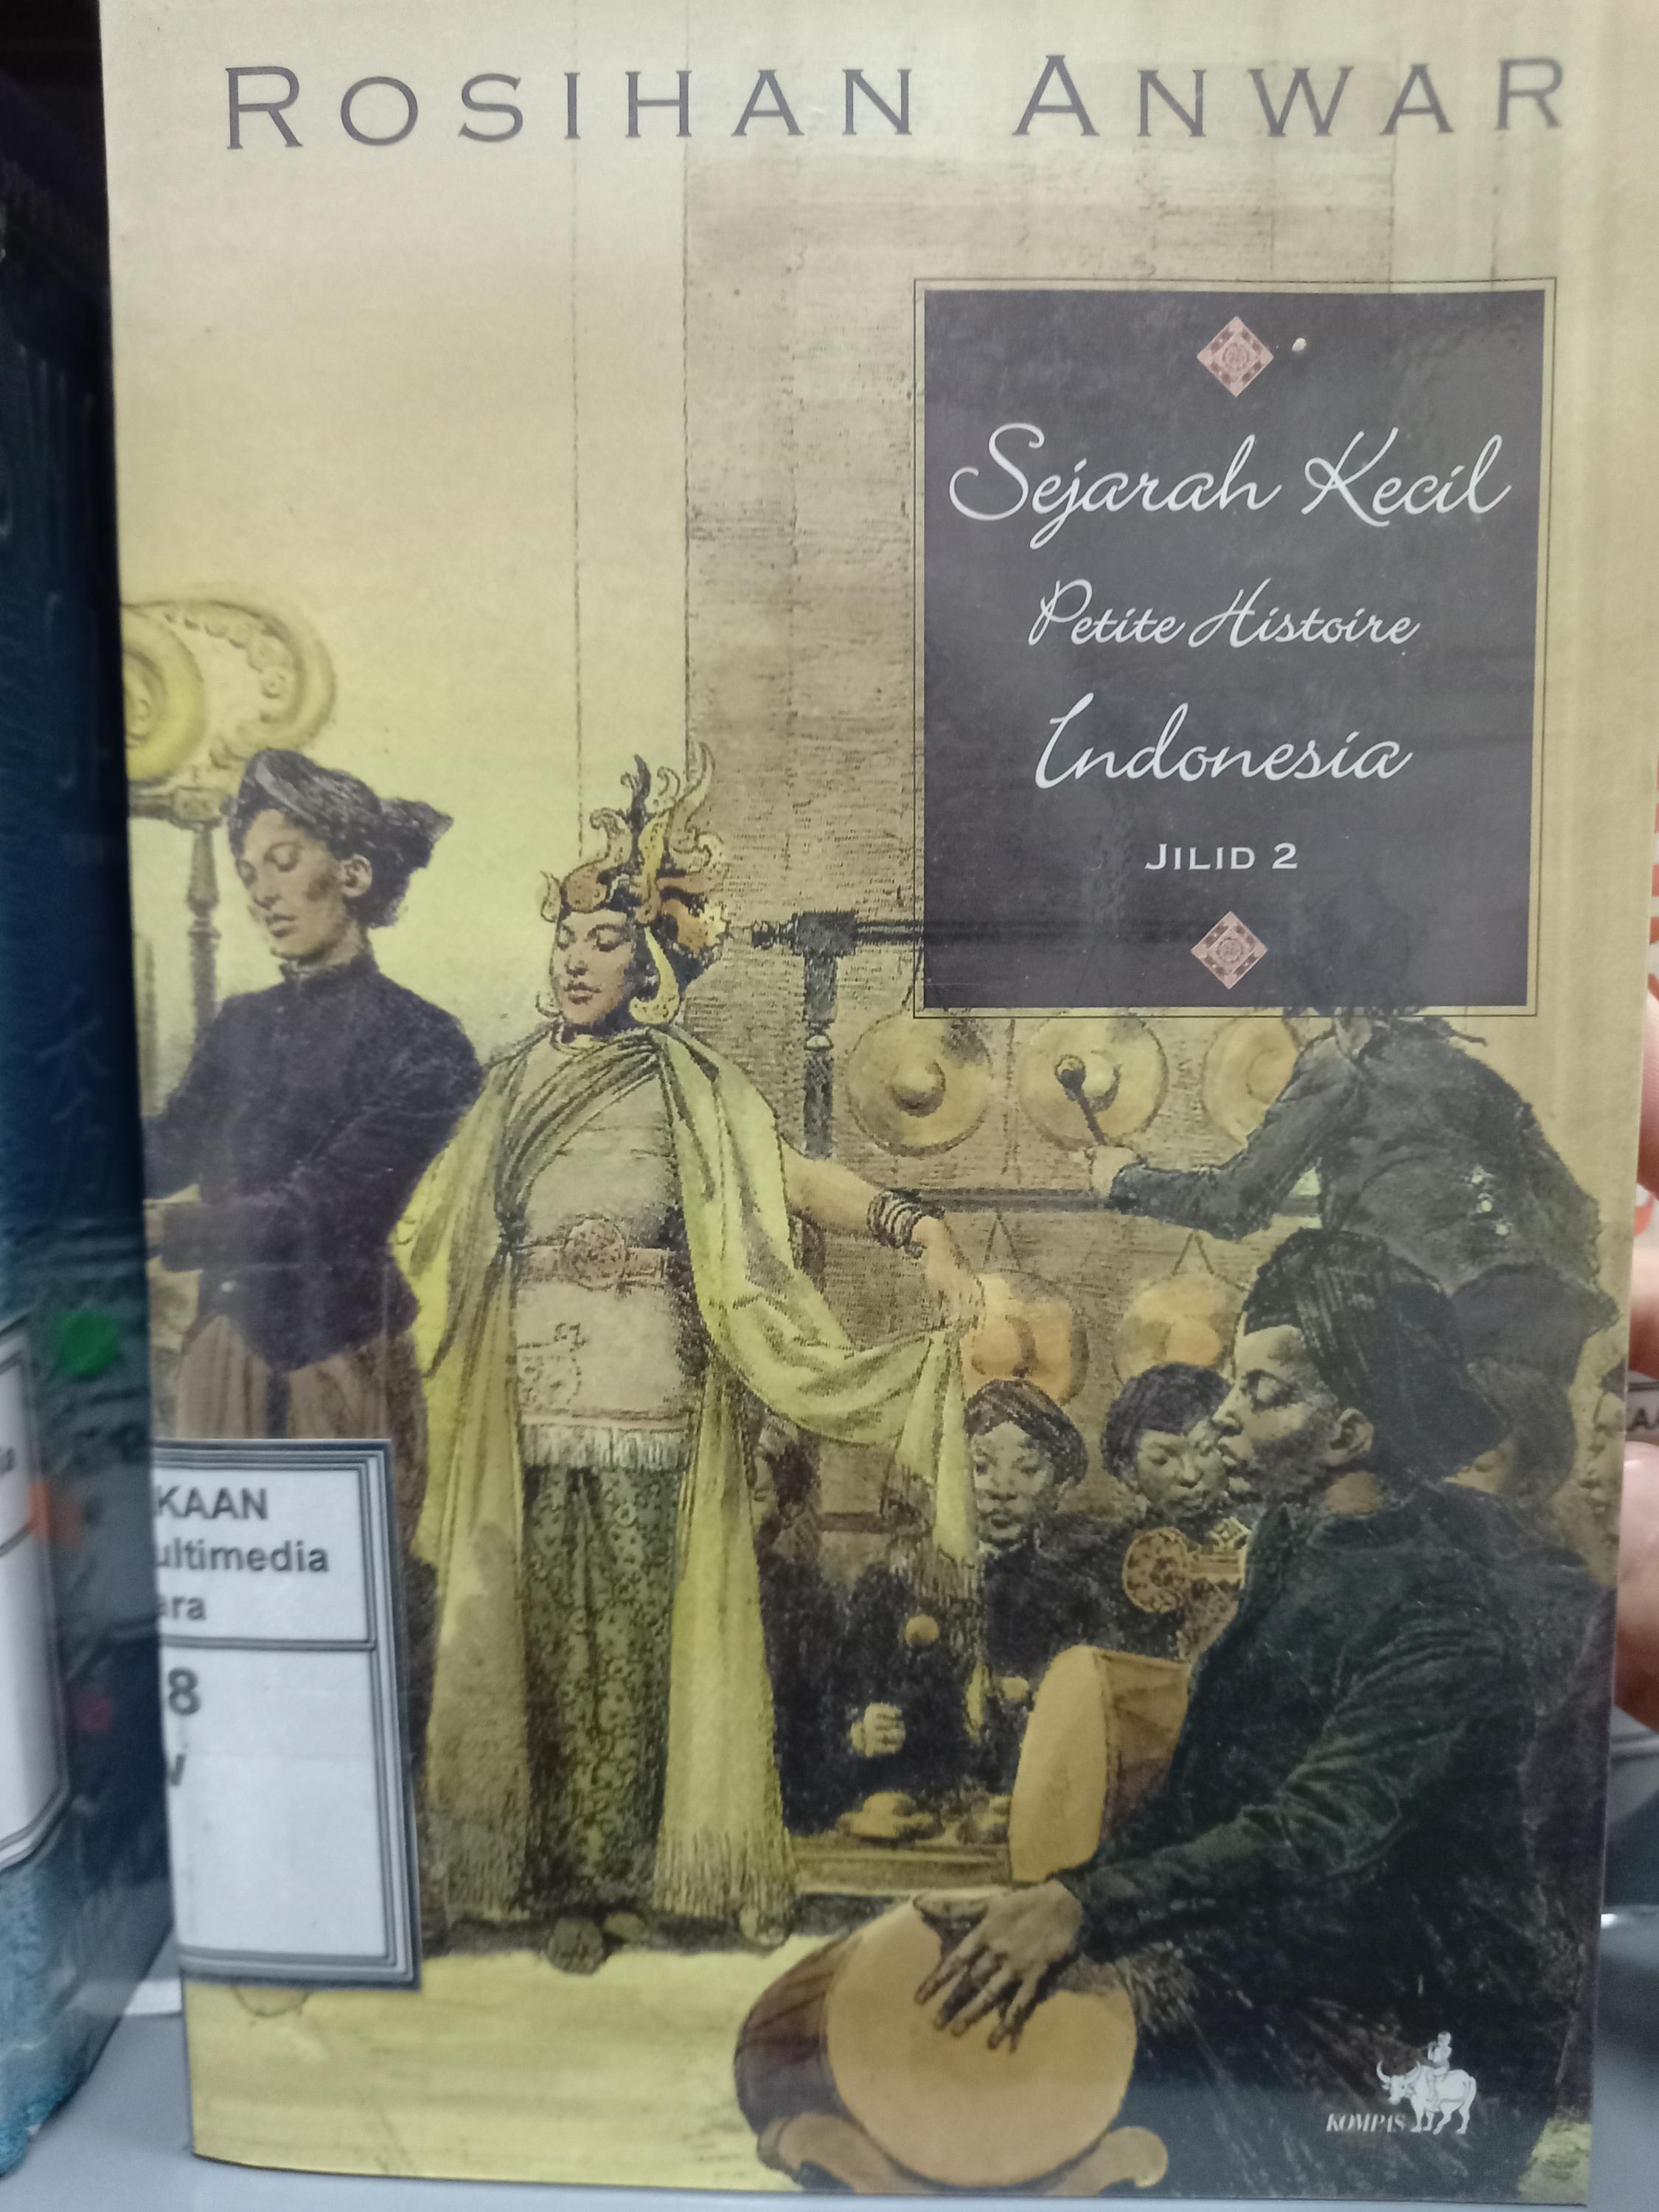 ROSIHAN ANWAR
Sejarah Kecil
Petite Histoire
Indonesia
JILID 2
KAAN
ultimedia
ara
8
KOMPAS